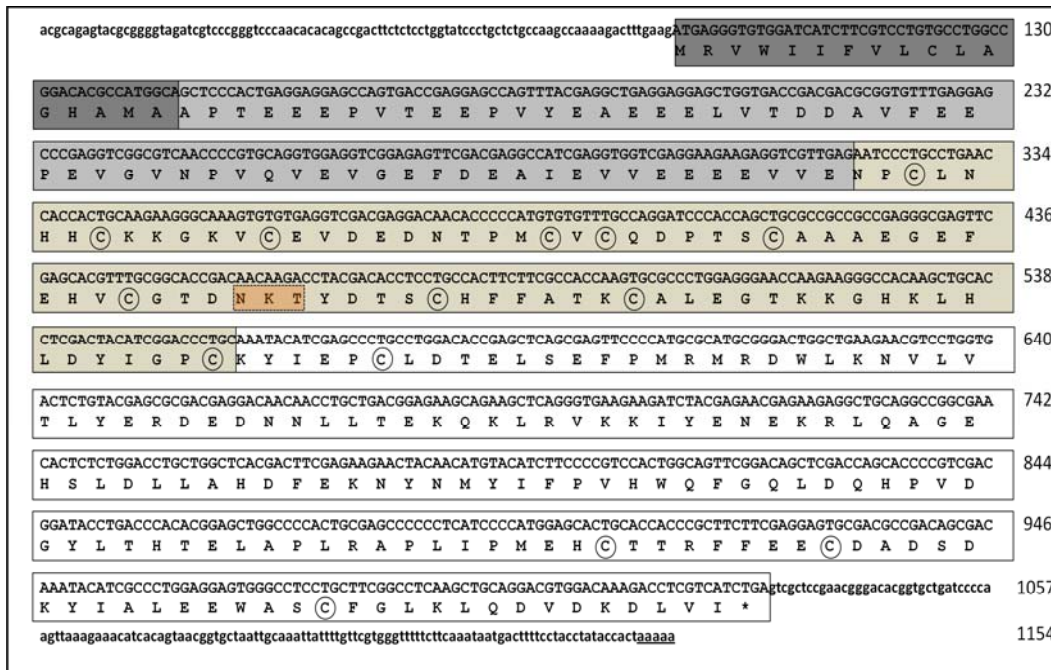 acgcagagtacgcggggtagatcgtcccgggtcccaacacacagccgacttctctcctggtatccctgctctgccaagccaaaagactttgaagATGAGGGTGTGGATCATCTTCGTCCTGTGCCTGGCC 130
M R V W I I F V L C L A
GGACACGCCATGGCAGCTCCCACTGAGGAGGAGCCAGTGACCGAGGAGCCAGTTTACGAGGCTGAGGAGGAGCTGGTGACCGACGACGCGGTGTTTGAGGAG 232
G H A M A A P T E E E P V T E E P V Y E A E E E L V T D D A V F E E
CCCGAGGTCGGCGTCAACCCCGTGCAGGTGGAGGTCGGAGAGTTCGACGAGGCCATCGAGGTGGTCGAGGAAGAAGAGGTCGTTGAGAATCCCTGCCTGAAC 334
P E V G V N P V Q V E V G E F D E A I E V V E E E E V V E N P C L N
CACCACTGCAAGAAGGGCAAAGTGTGTGAGGTCGACGAGGACAACACCCCCATGTGTGTTTGCCAGGATCCCACCAGCTGCGCCGCCGCCGAGGGCGAGTTC 436
H H C K K G K V C E V D E D N T P M C V C Q D P T S C A A A E G E F
GAGCACGTTTGCGGCACCGACAACAAGACCTACGACACCTCCTGCCACTTCTTCGCCACCAAGTGCGCCCTGGAGGGAACCAAGAAGGGCCACAAGCTGCAC 538
E H V C G T D N K T Y D T S C H F F A T K C A L E G T K K G H K L H
CTCGACTACATCGGACCCTGCAAATACATCGAGCCCTGCCTGGACACCGAGCTCAGCGAGTTCCCCATGCGCATGCGGGACTGGCTGAAGAACGTCCTGGTG 640
L D Y I G P C K Y I E P C L D T E L S E F P M R M R D W L K N V L V
ACTCTGTACGAGCGCGACGAGGACAACAACCTGCTGACGGAGAAGCAGAAGCTCAGGGTGAAGAAGATCTACGAGAACGAGAAGAGGCTGCAGGCCGGCGAA 742
T L Y E R D E D N N L L T E K Q K L R V K K I Y E N E K R L Q A G E
CACTCTCTGGACCTGCTGGCTCACGACTTCGAGAAGAACTACAACATGTACATCTTCCCCGTCCACTGGCAGTTCGGACAGCTCGACCAGCACCCCGTCGAC 844
H S L D L L A H D F E K N Y N M Y I F P V H W Q F G Q L D Q H P V D
GGATACCTGACCCACACGGAGCTGGCCCCACTGCGAGCCCCCCTCATCCCCATGGAGCACTGCACCACCCGCTTCTTCGAGGAGTGCGACGCCGACAGCGAC 946
G Y L T H T E L A P L R A P L I P M E H C T T R F F E E C D A D S D
AAATACATCGCCCTGGAGGAGTGGGCCTCCTGCTTCGGCCTCAAGCTGCAGGACGTGGACAAAGACCTCGTCATCTGAgtcgctccgaacgggacacggtgctgatcccca 1057
K Y I A L E E W A S C F G L K L Q D V D K D L V I *
agttaaagaaacatcacagtaacggtgctaattgcaaattattttgttcgtgggtttttcttcaaataatgacttttcctacctataccactaaaaa 1154